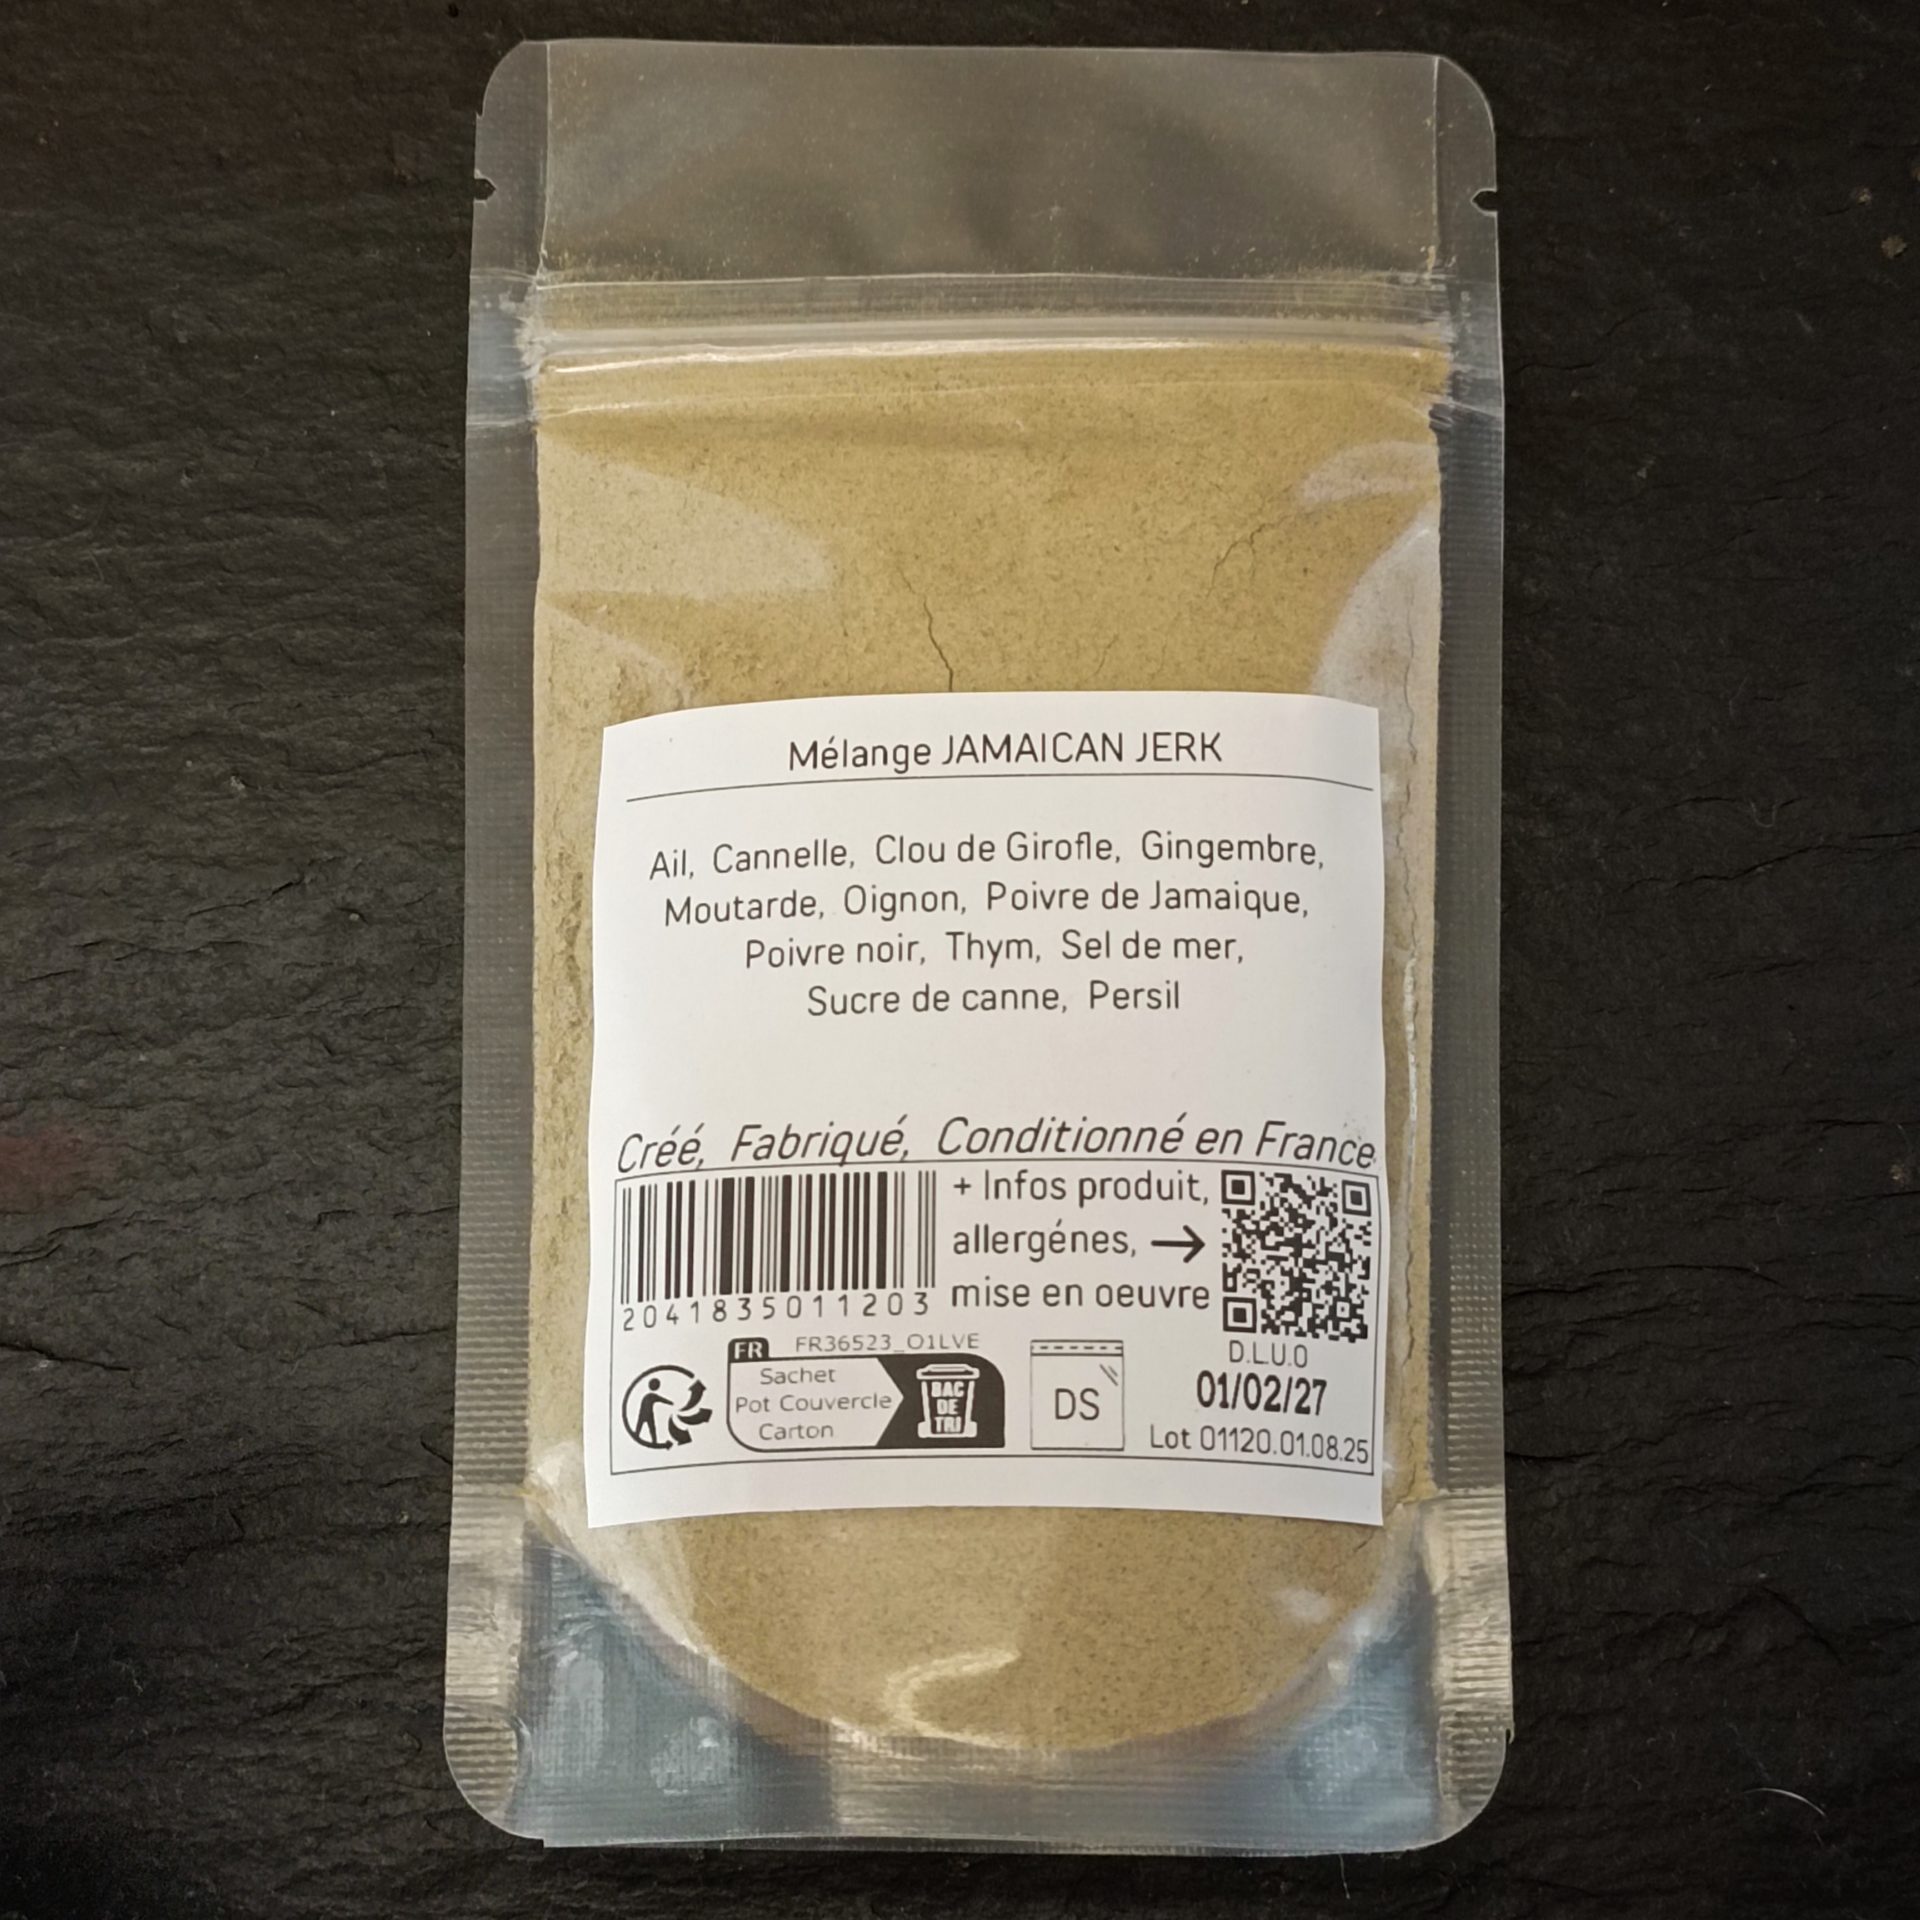 Mélange JAMAICAN JERK
Ail, Cannelle, Clou de Girofle, Gingembre,
Moutarde, Oignon, Poivre de Jamaique,
Poivre noir, Thym, Sel de mer,
Sucre de canne, Persil
Créé, Fabriqué, Conditionné en France
+ Infos produit,
allergénes, →
mise en oeuvre
2041835011203
FR FR36523_01LVE
Sachet
Pot Couvercle
Carton
BAC
DE
TRI
DS
D.L.U.O
01/02/27
Lot 01120.01.08.25